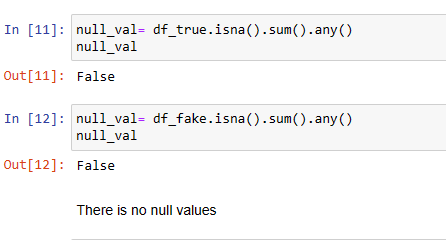 In [11]: null_val= df_true.isna().sum().any()
null_val
Out[11]: False
In [12]: null_val= df_fake.isna().sum().any()
null_val
Out[12]: False
There is no null values